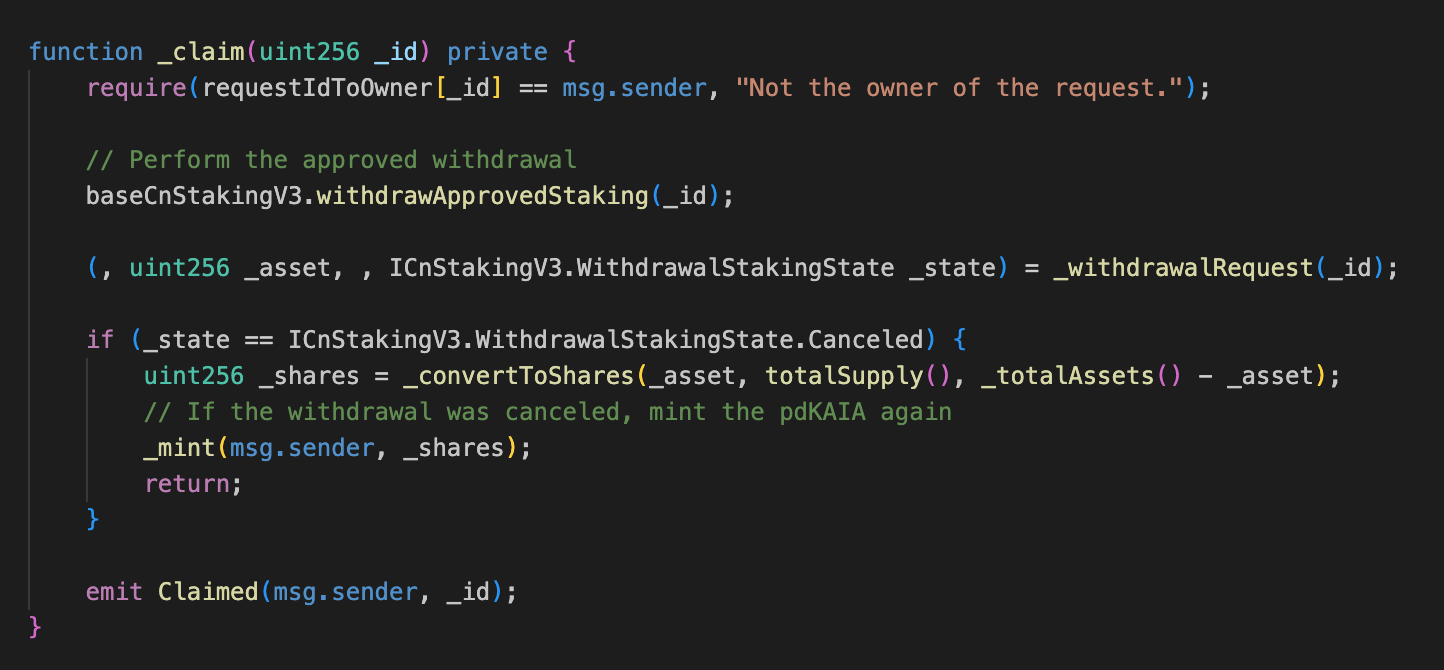 function _claim(uint256 _id) private {
require(requestIdToOwner[_id] == msg.sender, "Not the owner of the request.");
// Perform the approved withdrawal
baseCnStakingV3.withdrawApprovedStaking(_id);
(, uint256 _asset, , ICnStakingV3.WithdrawalStakingState _state) = _withdrawalRequest(_id);
if (_state == ICnStakingV3.WithdrawalStakingState.Canceled) {
uint256 _shares = _convertToShares(_asset, totalSupply(), _totalAssets() - _asset);
// If the withdrawal was canceled, mint the pdKAIA again
_mint(msg.sender, _shares);
return;
}
emit Claimed(msg.sender, _id);
}